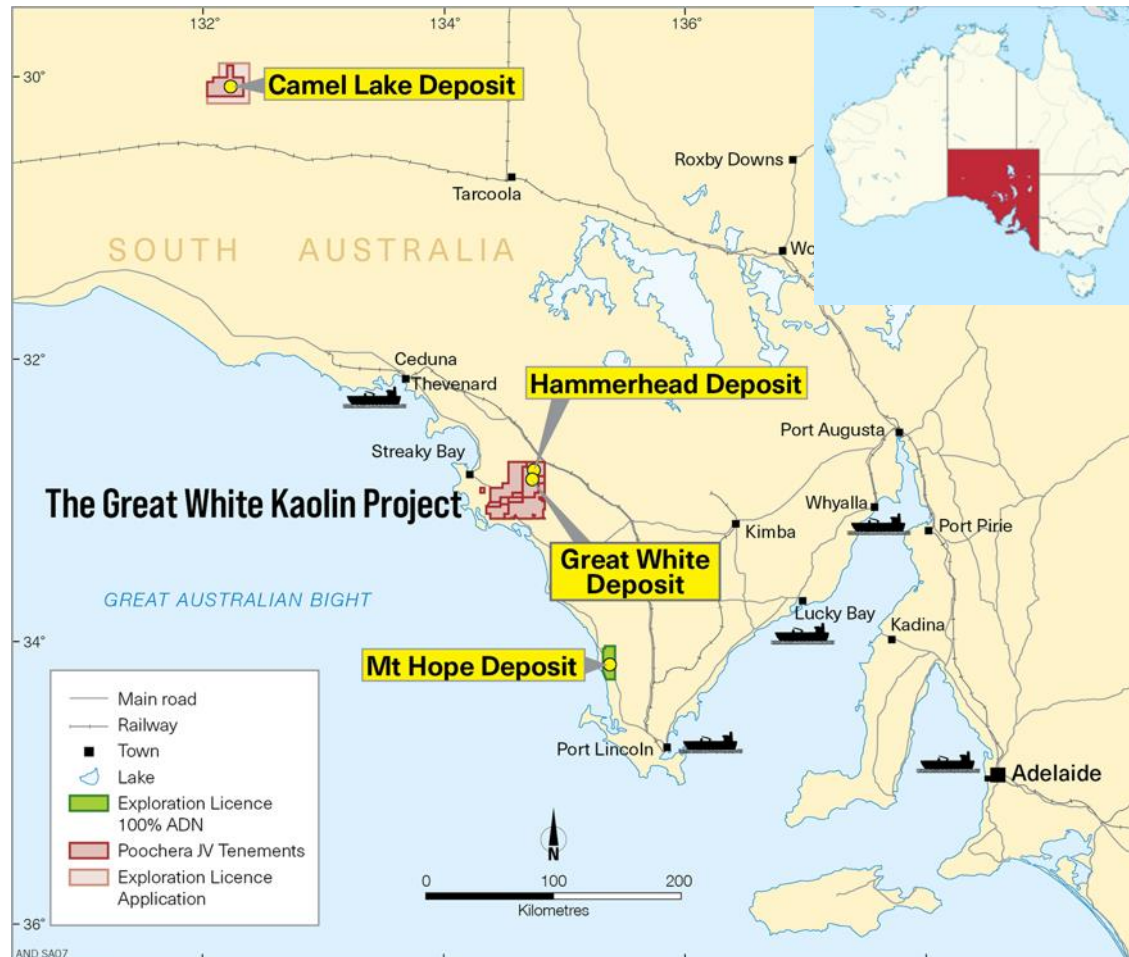 132°
134°
136°
30°
Camel Lake Deposit
Roxby Downs
Tarcoola
Wo
SOUTH AUSTRALIA
32°
Ceduna
Thevenard
Hammerhead Deposit
Port Augusta
Streaky Bay
The Great White Kaolin Project
Whyalla
Port Pirie
Kimba
Great White
Deposit
GREAT AUSTRALIAN BIGHT
Lucky Bay
Kadina
34°
Mt Hope Deposit
Main road
Railway
Town
Lake
Exploration Licence
100% ADN
Poochera JV Tenements
Exploration Licence
Application
Port Lincoln
Adelaide
N
0 100 200
Kilometres
36°
AND SA07